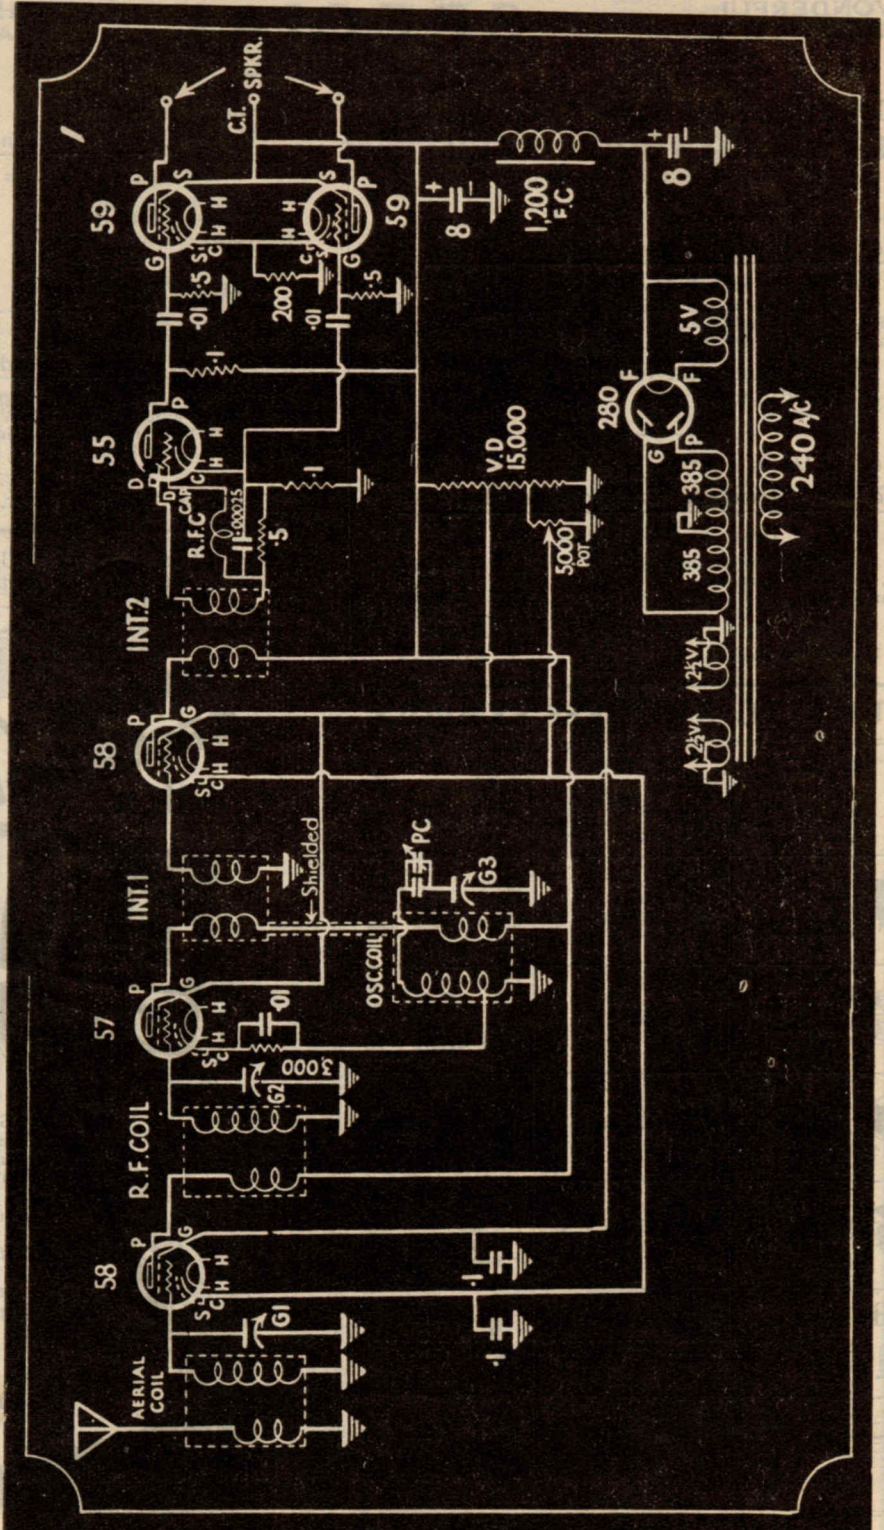 AERIAL
COIL
58
R.F. COIL
57
INT.1
58
INT.2
55
59
SPKR.
C.T.
P
G
S
C
H
H
G1
P
G
S
C
H
H
G2
3,000
.01
←Shielded
OSC.COIL
PC
G3
P
G
S
C
H
H
D
D
CAP
P
C
H
H
R.F.C
.00025
.5
.1
.1
.01
.5
G
P
S
S
C
H
H
200
.01
.5
G
P
S
S
C
H
H
59
.1
.1
5000
POT
V.D
15,000
8
+
-
1,200
F.C.
8
+
-
280
G
P
F
F
2½V
2½V
385
385
5V
240 A/C